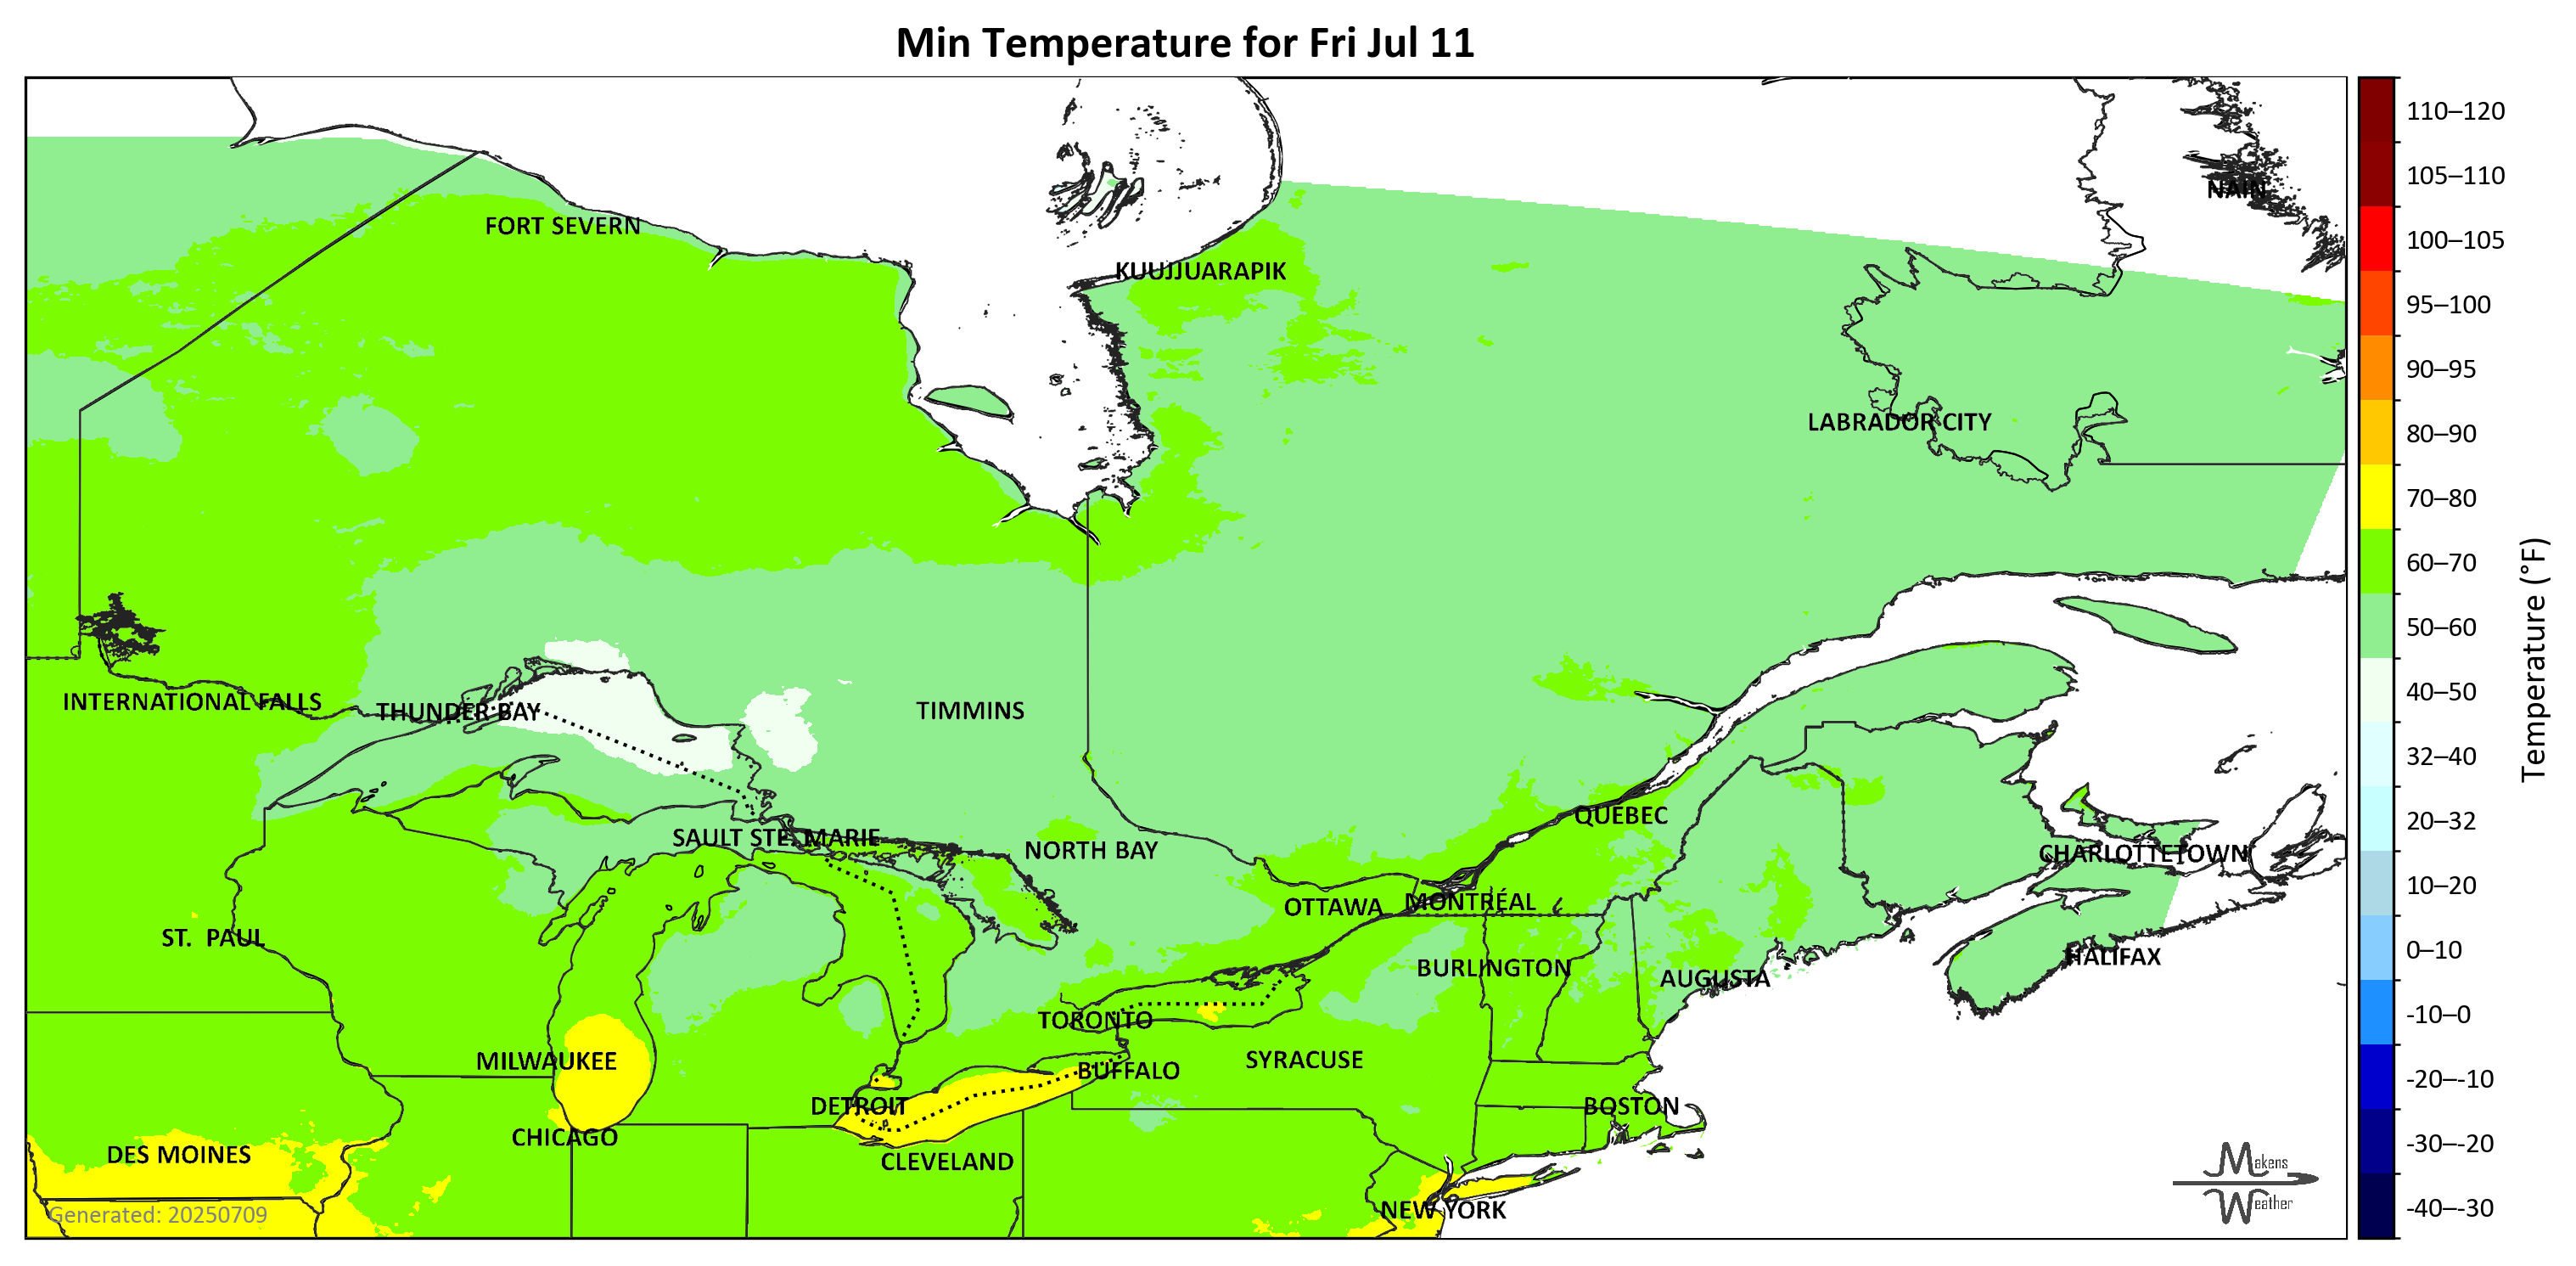 Min Temperature for Fri Jul 11
110–120
105–110
NAIN
FORT SEVERN
100–105
KUUJJUARAPIK
95–100
90–95
LABRADOR CITY
80–90
70–80
60–70
50–60
Temperature (°F)
40–50
INTERNATIONAL FALLS
THUNDER BAY
TIMMINS
32–40
QUÉBEC
20–32
SAULT STE. MARIE
NORTH BAY
CHARLOTTETOWN
10–20
OTTAWA
MONTRÉAL
ST.  PAUL
0–10
HALIFAX
BURLINGTON
AUGUSTA
-10–0
TORONTO
MILWAUKEE
SYRACUSE
BUFFALO
-20–-10
DETROIT
BOSTON
CHICAGO
-30–-20
DES MOINES
CLEVELAND
Makens
Weather
NEW YORK
-40–-30
Generated: 20250709